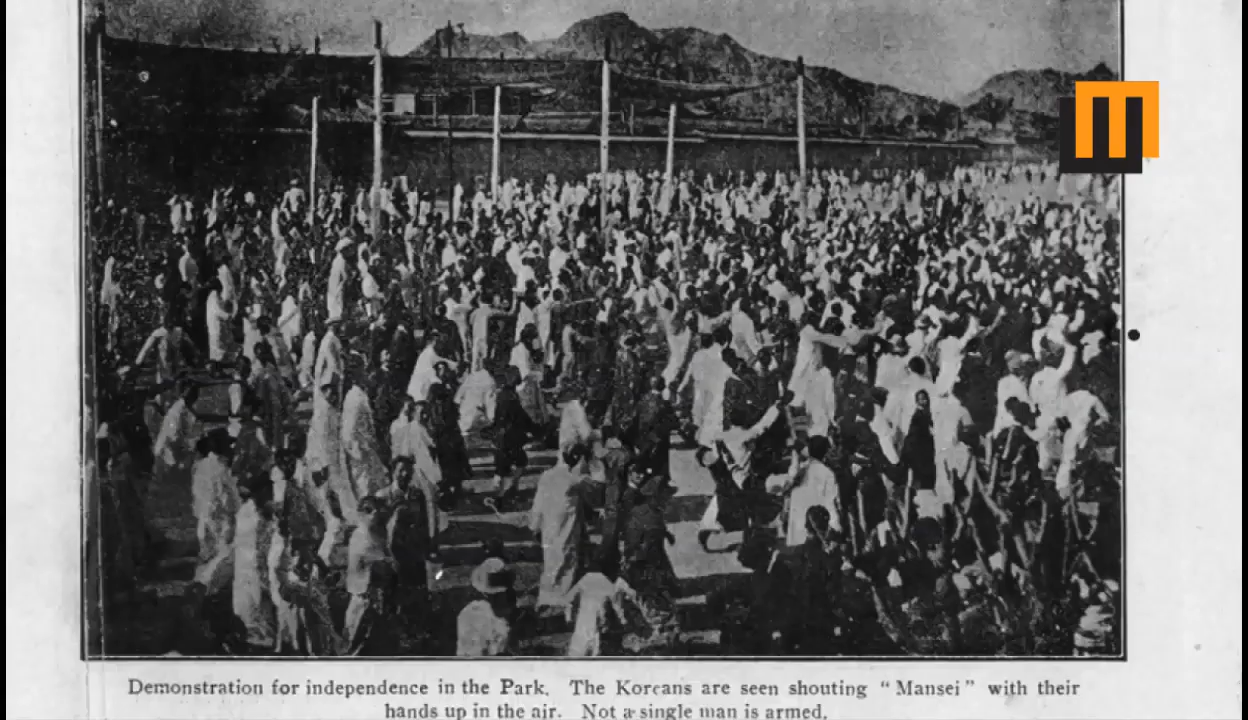 Demonstration for independence in the Park. The Koreans are seen shouting "Mansei" with their
hands up in the air. Not a single man is armed.